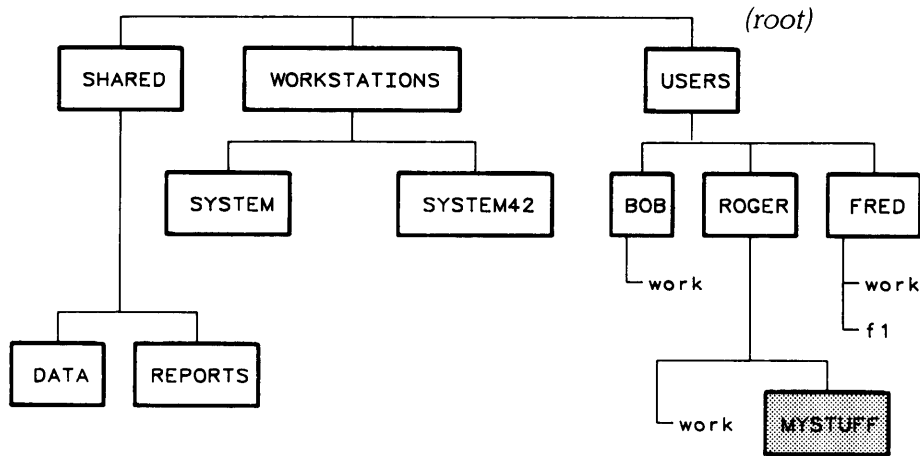 (root)
SHARED
WORKSTATIONS
USERS
SYSTEM
SYSTEM42
BOB
ROGER
FRED
work
work
f1
DATA
REPORTS
work
MYSTUFF